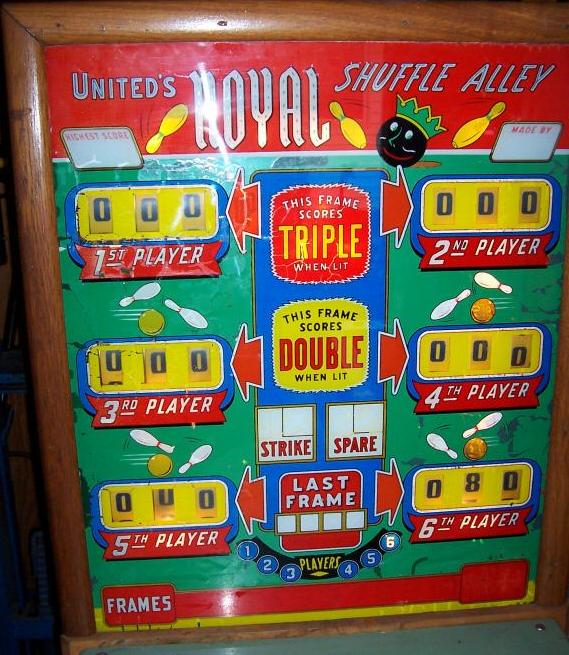 UNITED'S ROYAL SHUFFLE ALLEY
HIGHEST SCORE
MADE BY
0 0 0
1ST PLAYER
THIS FRAME
SCORES
TRIPLE
WHEN LIT
0 0 0
2ND PLAYER
0 0 0
3RD PLAYER
THIS FRAME
SCORES
DOUBLE
WHEN LIT
0 0 0
4TH PLAYER
STRIKE SPARE
0 0 0
5TH PLAYER
LAST
FRAME
0 8 0
6TH PLAYER
1 2 3 PLAYERS 4 5 6
FRAMES